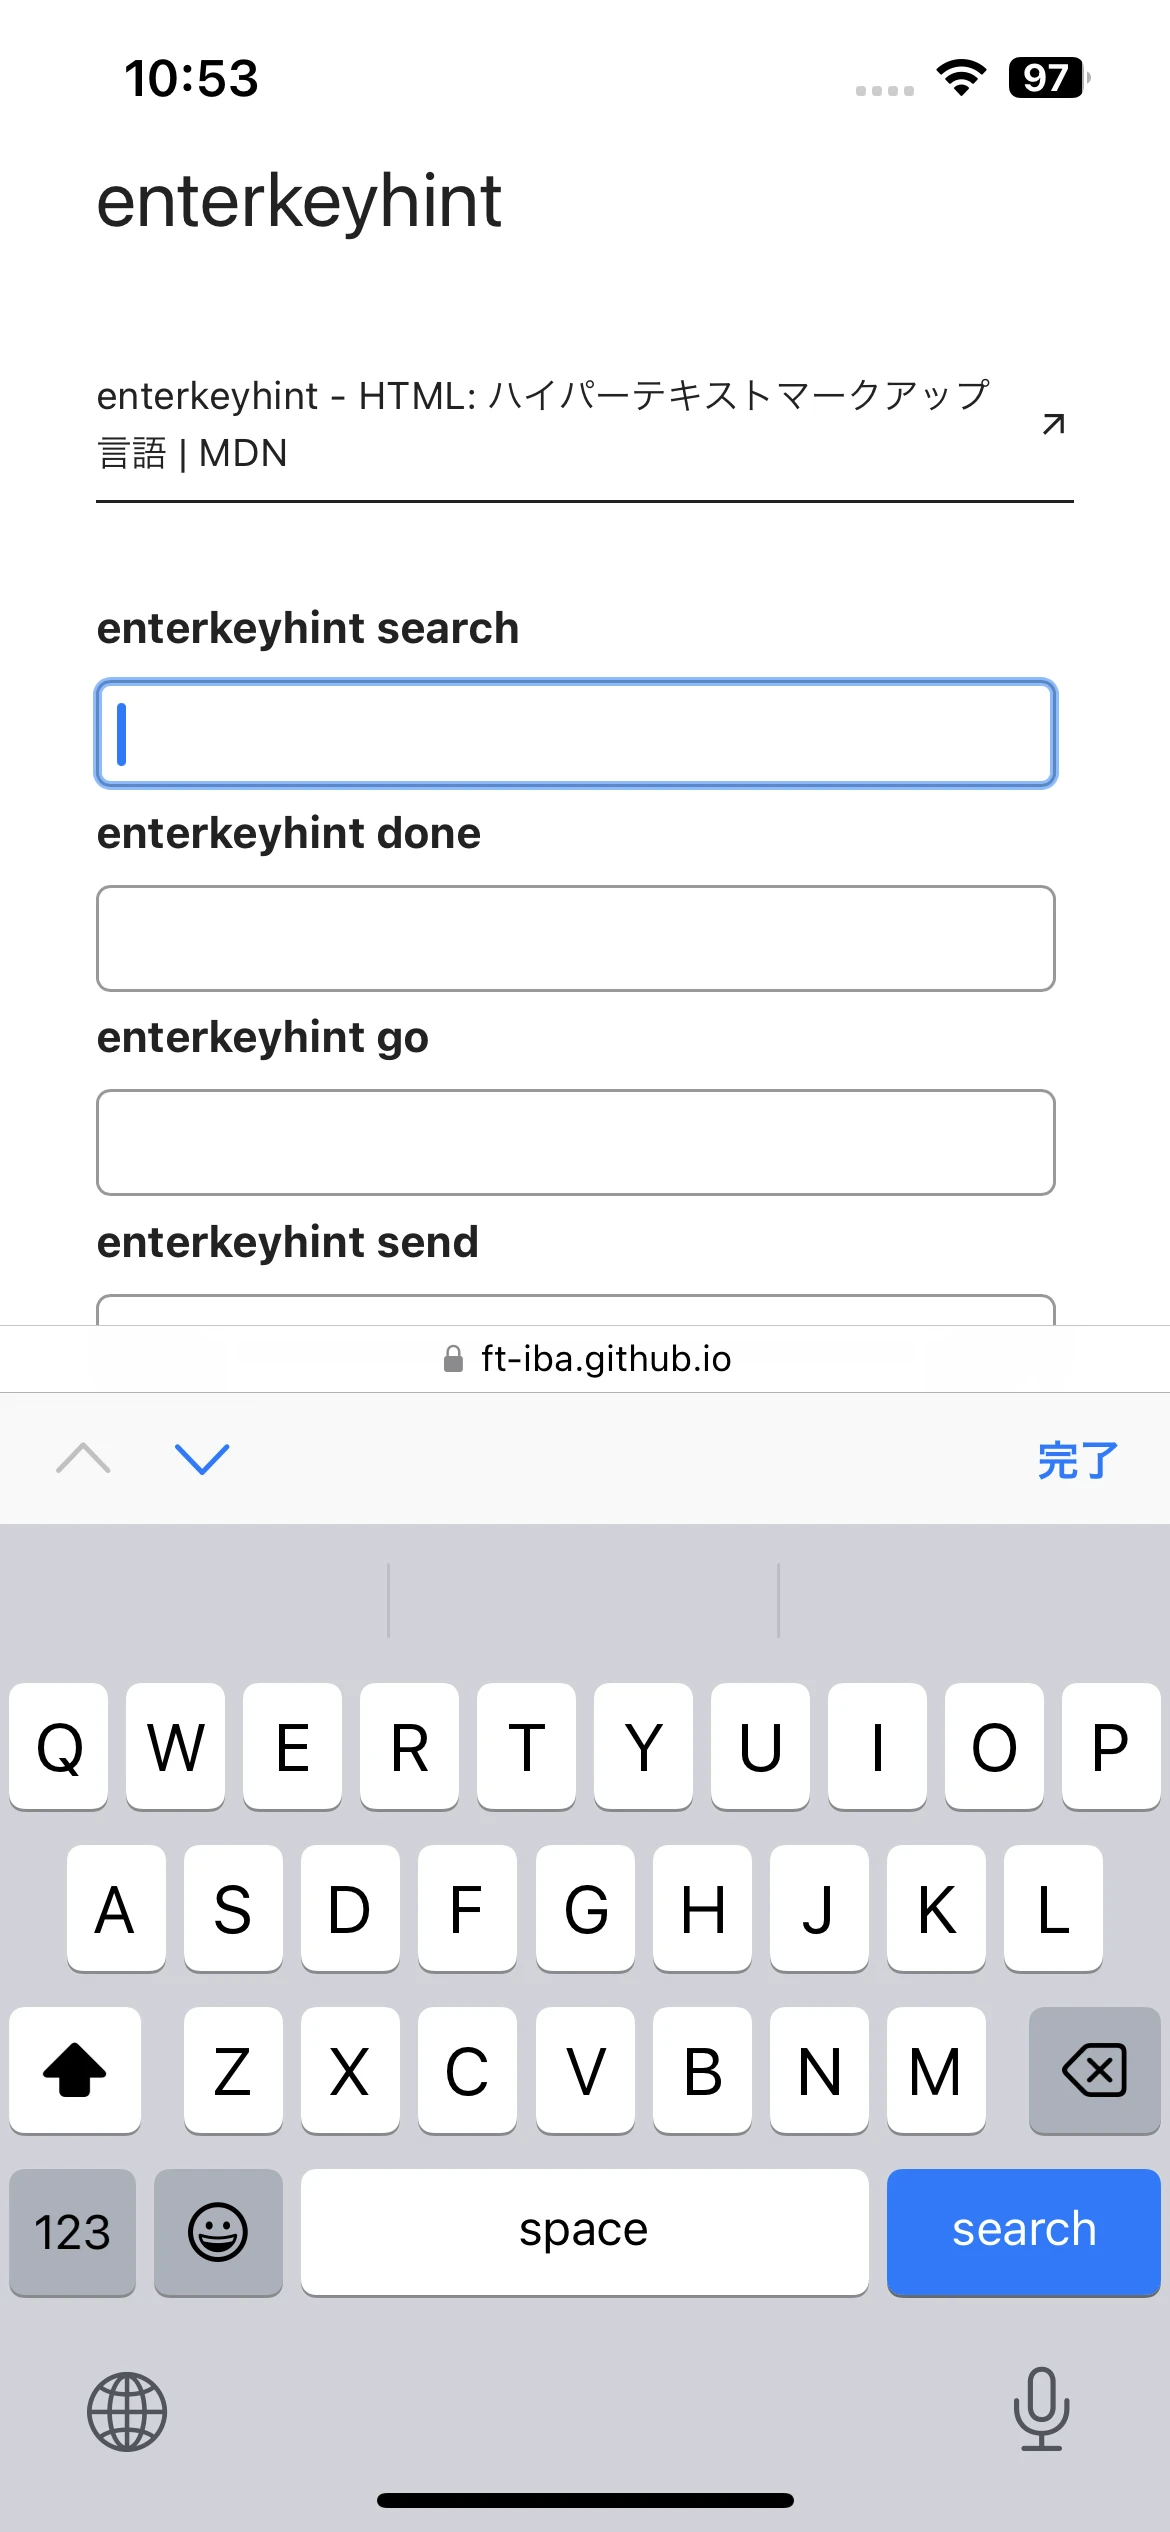 10:53
97
enterkeyhint
enterkeyhint - HTML: ハイパーテキストマークアップ
言語 | MDN
enterkeyhint search
enterkeyhint done
enterkeyhint go
enterkeyhint send
ft-iba.github.io
完了
Q W E R T Y U I O P
A S D F G H J K L
Z X C V B N M
123 space search